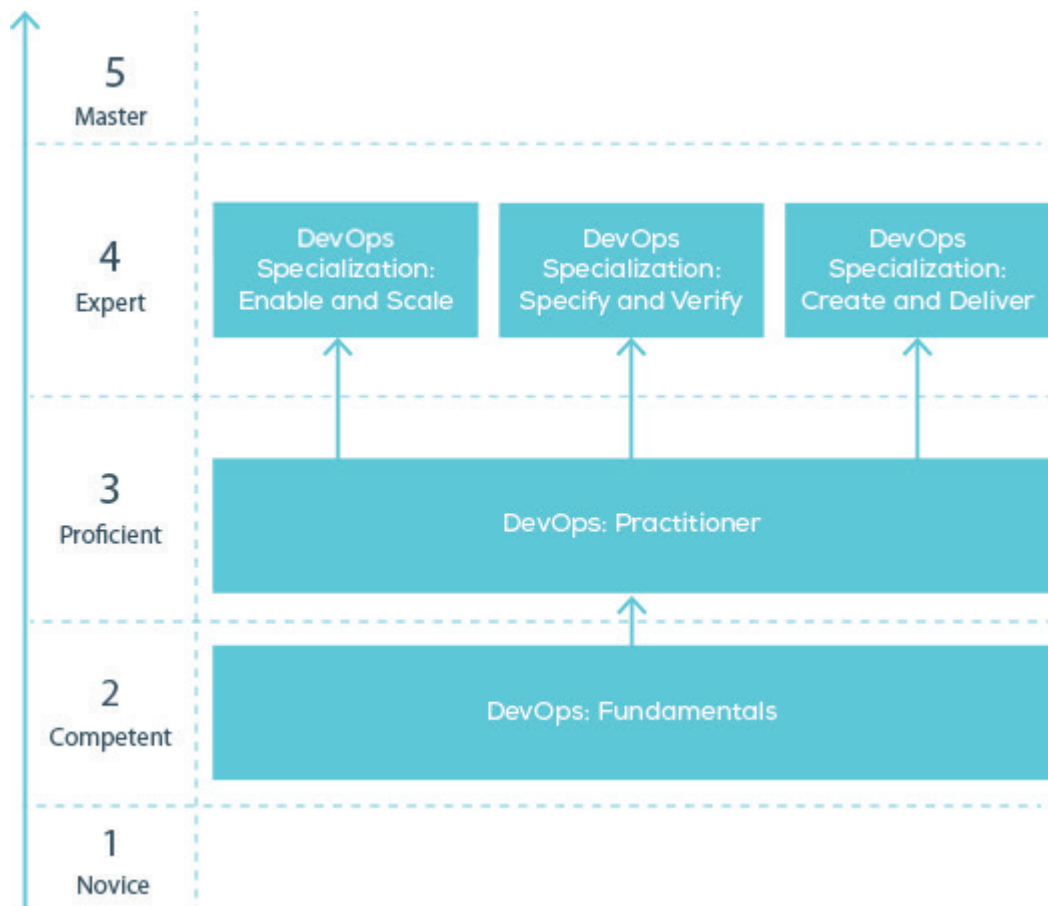 5
Master
4
Expert
DevOps
Specialization:
Enable and Scale
DevOps
Specialization:
Specify and Verify
DevOps
Specialization:
Create and Deliver
3
Proficient
DevOps: Practitioner
2
Competent
DevOps: Fundamentals
1
Novice